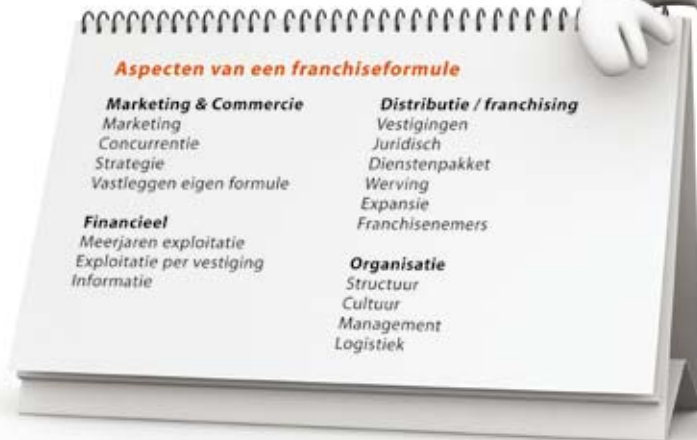 Aspecten van een franchiseformule
Marketing & Commercie
Marketing
Concurrentie
Strategie
Vastleggen eigen formule
Financieel
Meerjaren exploitatie
Exploitatie per vestiging
Informatie
Distributie / franchising
Vestigingen
Juridisch
Dienstenpakket
Werving
Expansie
Franchisenemers
Organisatie
Structuur
Cultuur
Management
Logistiek